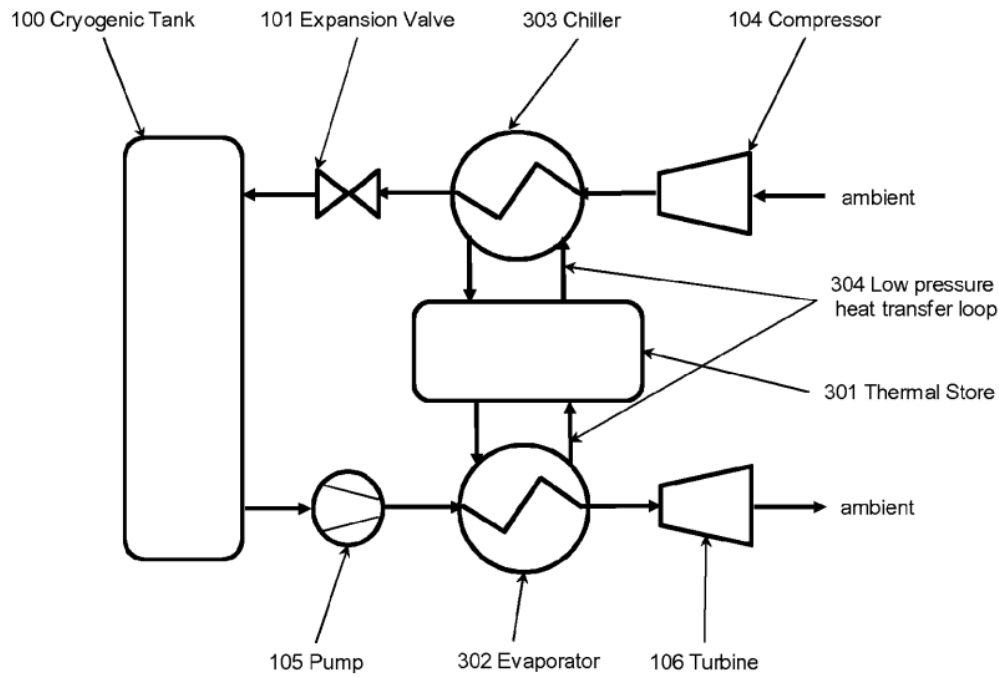 100 Cryogenic Tank
101 Expansion Valve
303 Chiller
104 Compressor
ambient
304 Low pressure
heat transfer loop
301 Thermal Store
ambient
105 Pump
302 Evaporator
106 Turbine